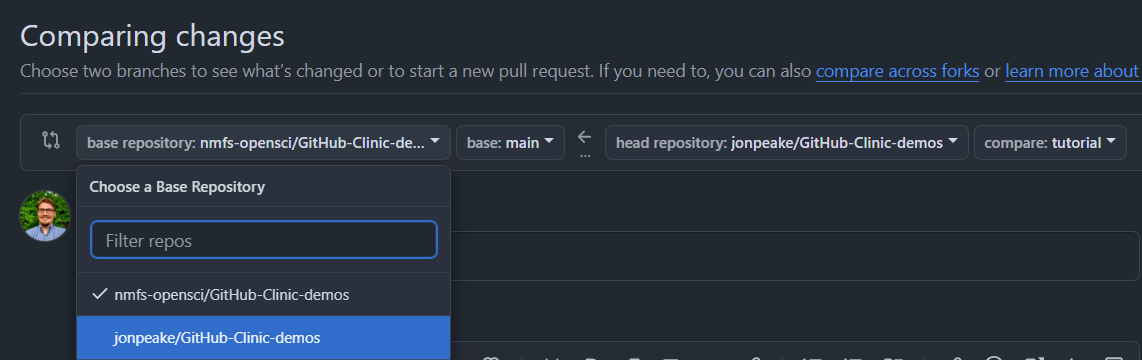 Comparing changes
Choose two branches to see what's changed or to start a new pull request. If you need to, you can also compare across forks or learn more about
base repository: nmfs-opensci/GitHub-Clinic-de... base: main ... head repository: jonpeake/GitHub-Clinic-demos compare: tutorial
Choose a Base Repository
Filter repos
nmfs-opensci/GitHub-Clinic-demos
jonpeake/GitHub-Clinic-demos